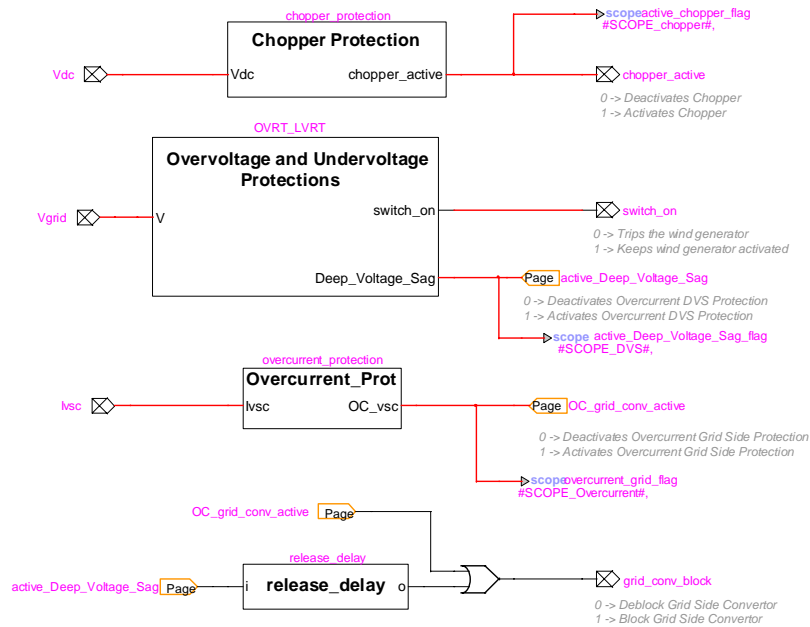 chopper_protection
Chopper Protection
Vdc
Vdc
chopper_active
scope active_chopper_flag
#SCOPE_chopper#,
chopper_active
0 -> Deactivates Chopper
1 -> Activates Chopper
OVRT_LVRT
Overvoltage and Undervoltage
Protections
Vgrid
V
switch_on
switch_on
0 -> Trips the wind generator
1 -> Keeps wind generator activated
Deep_Voltage_Sag
Page
active_Deep_Voltage_Sag
0 -> Deactivates Overcurrent DVS Protection
1 -> Activates Overcurrent DVS Protection
scope active_Deep_Voltage_Sag_flag
#SCOPE_DVS#,
overcurrent_protection
Overcurrent_Prot
Ivsc
Ivsc
OC_vsc
Page
OC_grid_conv_active
0 -> Deactivates Overcurrent Grid Side Protection
1 -> Activates Overcurrent Grid Side Protection
scope overcurrent_grid_flag
#SCOPE_Overcurrent#,
OC_grid_conv_active
Page
release_delay
active_Deep_Voltage_Sag
Page
i
release_delay
o
grid_conv_block
0 -> Deblock Grid Side Convertor
1 -> Block Grid Side Convertor